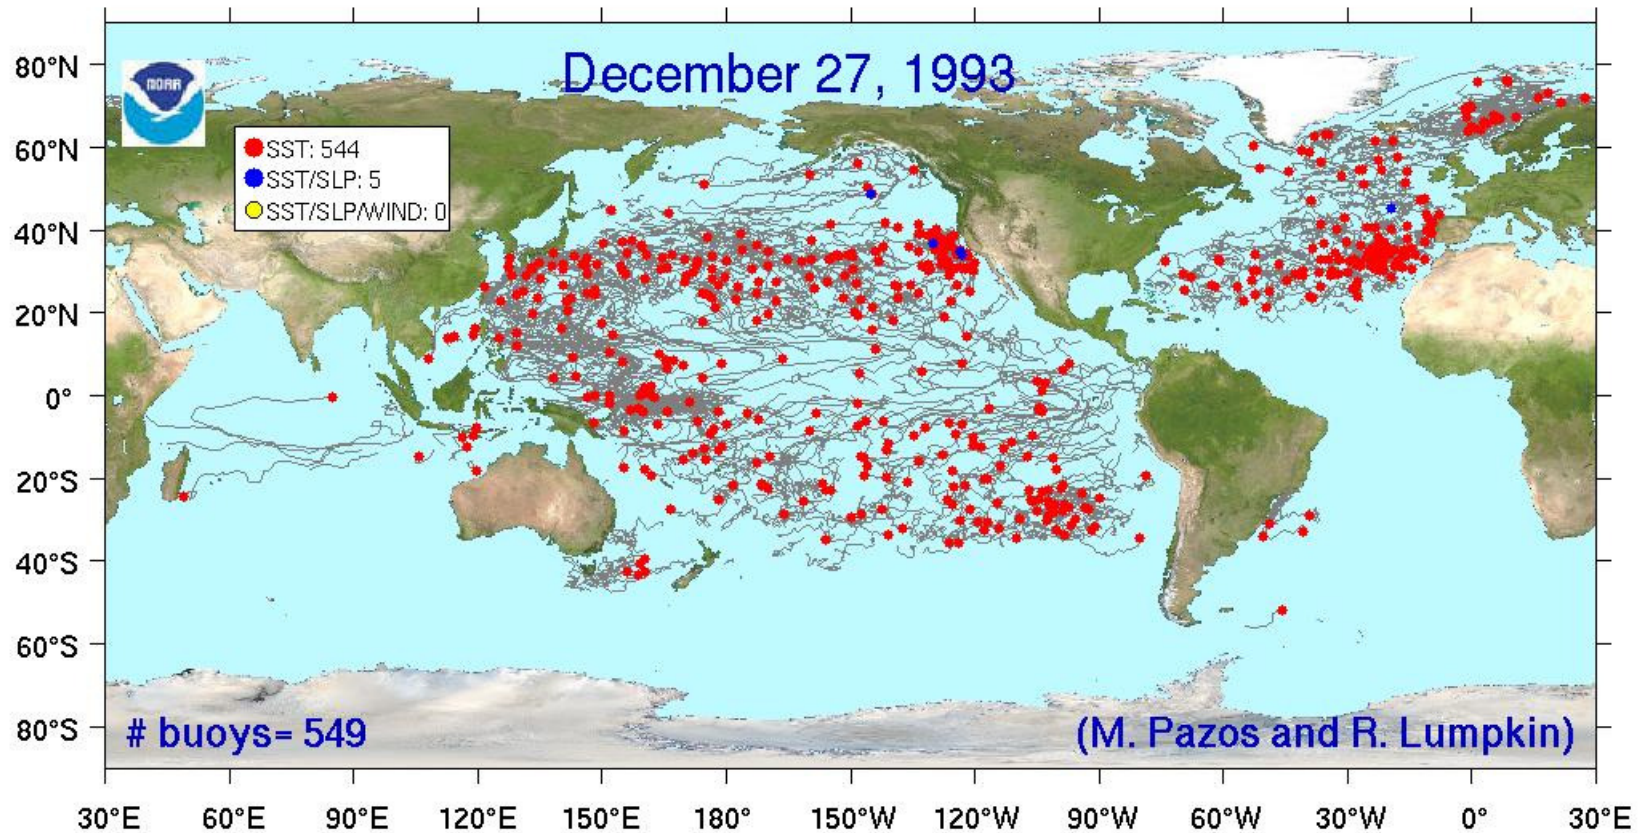 December 27, 1993
NOAA
SST: 544
SST/SLP: 5
SST/SLP/WIND: 0
80°N
60°N
40°N
20°N
0°
20°S
40°S
60°S
80°S
# buoys= 549
(M. Pazos and R. Lumpkin)
30°E 60°E 90°E 120°E 150°E 180° 150°W 120°W 90°W 60°W 30°W 0° 30°E